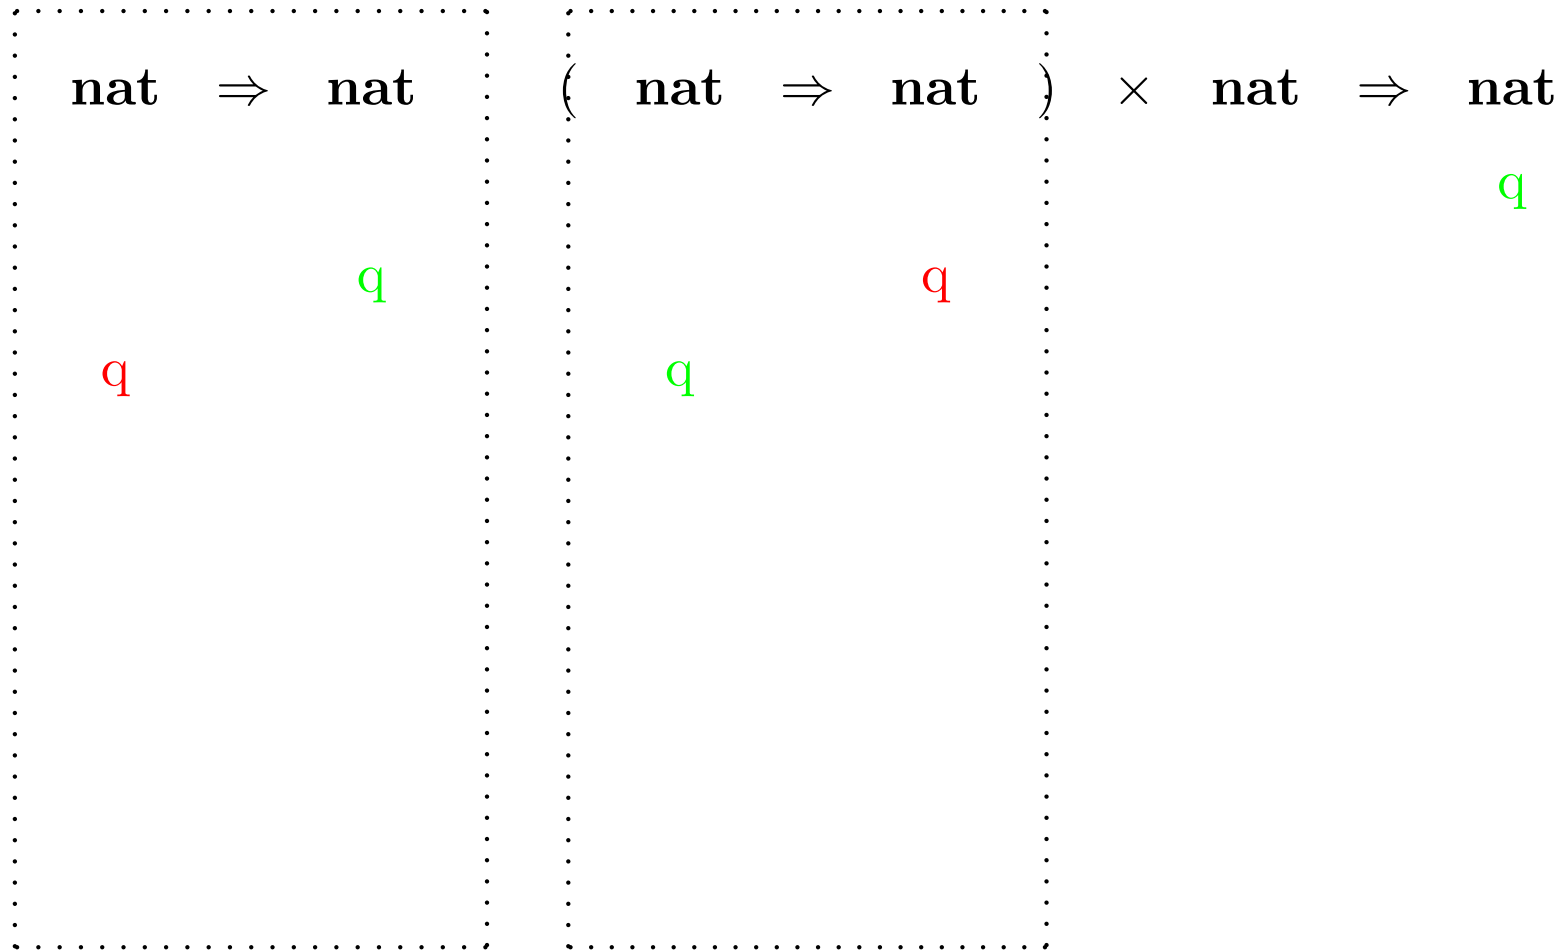 nat ⇒ nat ( nat ⇒ nat ) × nat ⇒ nat
q
q q
q q